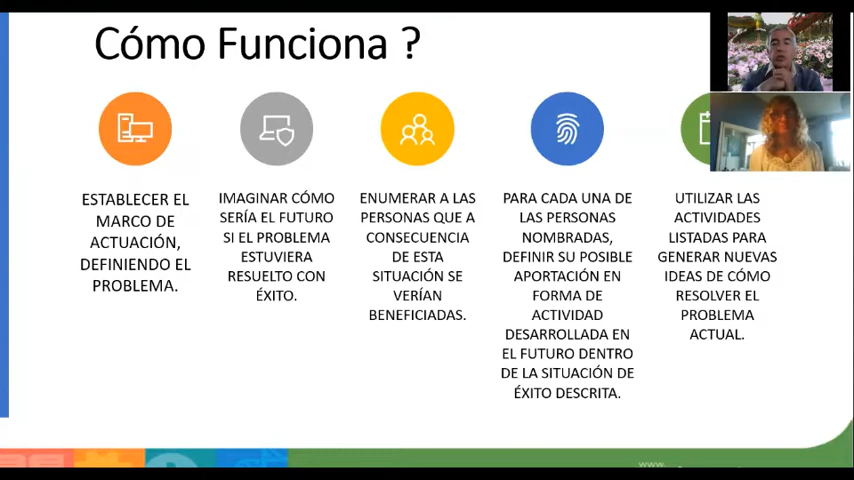 Cómo Funciona ?
ESTABLECER EL
MARCO DE
ACTUACIÓN,
DEFINIENDO EL
PROBLEMA.
IMAGINAR CÓMO
SERÍA EL FUTURO
SI EL PROBLEMA
ESTUVIERA
RESUELTO CON
ÉXITO.
ENUMERAR A LAS
PERSONAS QUE A
CONSECUENCIA
DE ESTA
SITUACIÓN SE
VERÍAN
BENEFICIADAS.
PARA CADA UNA DE
LAS PERSONAS
NOMBRADAS,
DEFINIR SU POSIBLE
APORTACIÓN EN
FORMA DE
ACTIVIDAD
DESARROLLADA EN
EL FUTURO DENTRO
DE LA SITUACIÓN DE
ÉXITO DESCRITA.
UTILIZAR LAS
ACTIVIDADES
LISTADAS PARA
GENERAR NUEVAS
IDEAS DE CÓMO
RESOLVER EL
PROBLEMA
ACTUAL.
www.